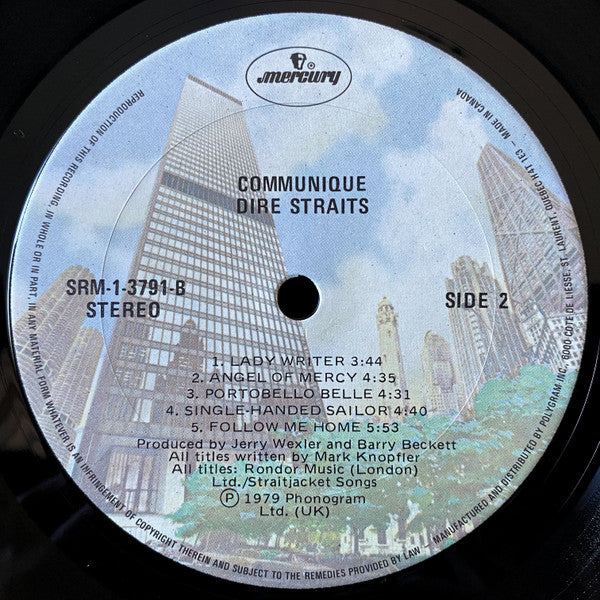 mercury
®
COMMUNIQUE
DIRE STRAITS
SRM-1-3791-B
STEREO
SIDE 2
1. LADY WRITER 3:44
2. ANGEL OF MERCY 4:35
3. PORTOBELLO BELLE 4:31
4. SINGLE-HANDED SAILOR 4:40
5. FOLLOW ME HOME 5:53
Produced by Jerry Wexler and Barry Beckett
All titles written by Mark Knopfler
All titles: Rondor Music (London)
Ltd./Straitjacket Songs
Ⓟ 1979 Phonogram
Ltd. (UK)
REPRODUCTION OF THIS RECORDING, IN WHOLE OR IN PART, IN ANY MATERIAL FORM WHATEVER IS AN INFRINGEMENT OF COPYRIGHT THEREIN AND SUBJECT TO THE REMEDIES PROVIDED BY LAW – MANUFACTURED AND DISTRIBUTED BY POLYGRAM INC. 6000 COTE DE LIESSE, ST. LAURENT QUEBEC H4T 1E3 – MADE IN CANADA